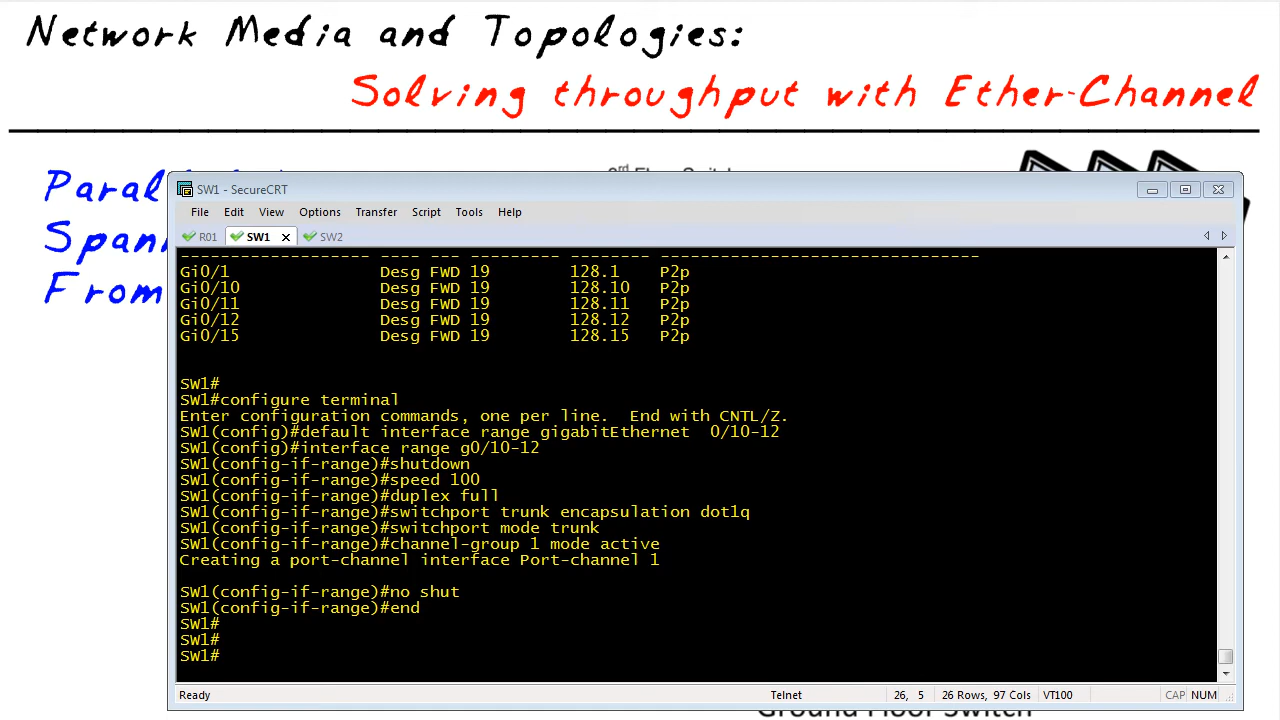 Network Media and Topologies:
Solving throughput with Ether-Channel
SW1 - SecureCRT
File Edit View Options Transfer Script Tools Help
R01 SW1 x SW2
------------------- ---- --- --------- -------- --------------------------------
Gi0/1 Desg FWD 19 128.1 P2p
Gi0/10 Desg FWD 19 128.10 P2p
Gi0/11 Desg FWD 19 128.11 P2p
Gi0/12 Desg FWD 19 128.12 P2p
Gi0/15 Desg FWD 19 128.15 P2p
SW1#
SW1#configure terminal
Enter configuration commands, one per line. End with CNTL/Z.
SW1(config)#default interface range gigabitEthernet 0/10-12
SW1(config)#interface range g0/10-12
SW1(config-if-range)#shutdown
SW1(config-if-range)#speed 100
SW1(config-if-range)#duplex full
SW1(config-if-range)#switchport trunk encapsulation dot1q
SW1(config-if-range)#switchport mode trunk
SW1(config-if-range)#channel-group 1 mode active
Creating a port-channel interface Port-channel 1
SW1(config-if-range)#no shut
SW1(config-if-range)#end
SW1#
SW1#
SW1#
Ready Telnet 26, 5 26 Rows, 97 Cols VT100 CAP NUM
From
Ground Floor Switch